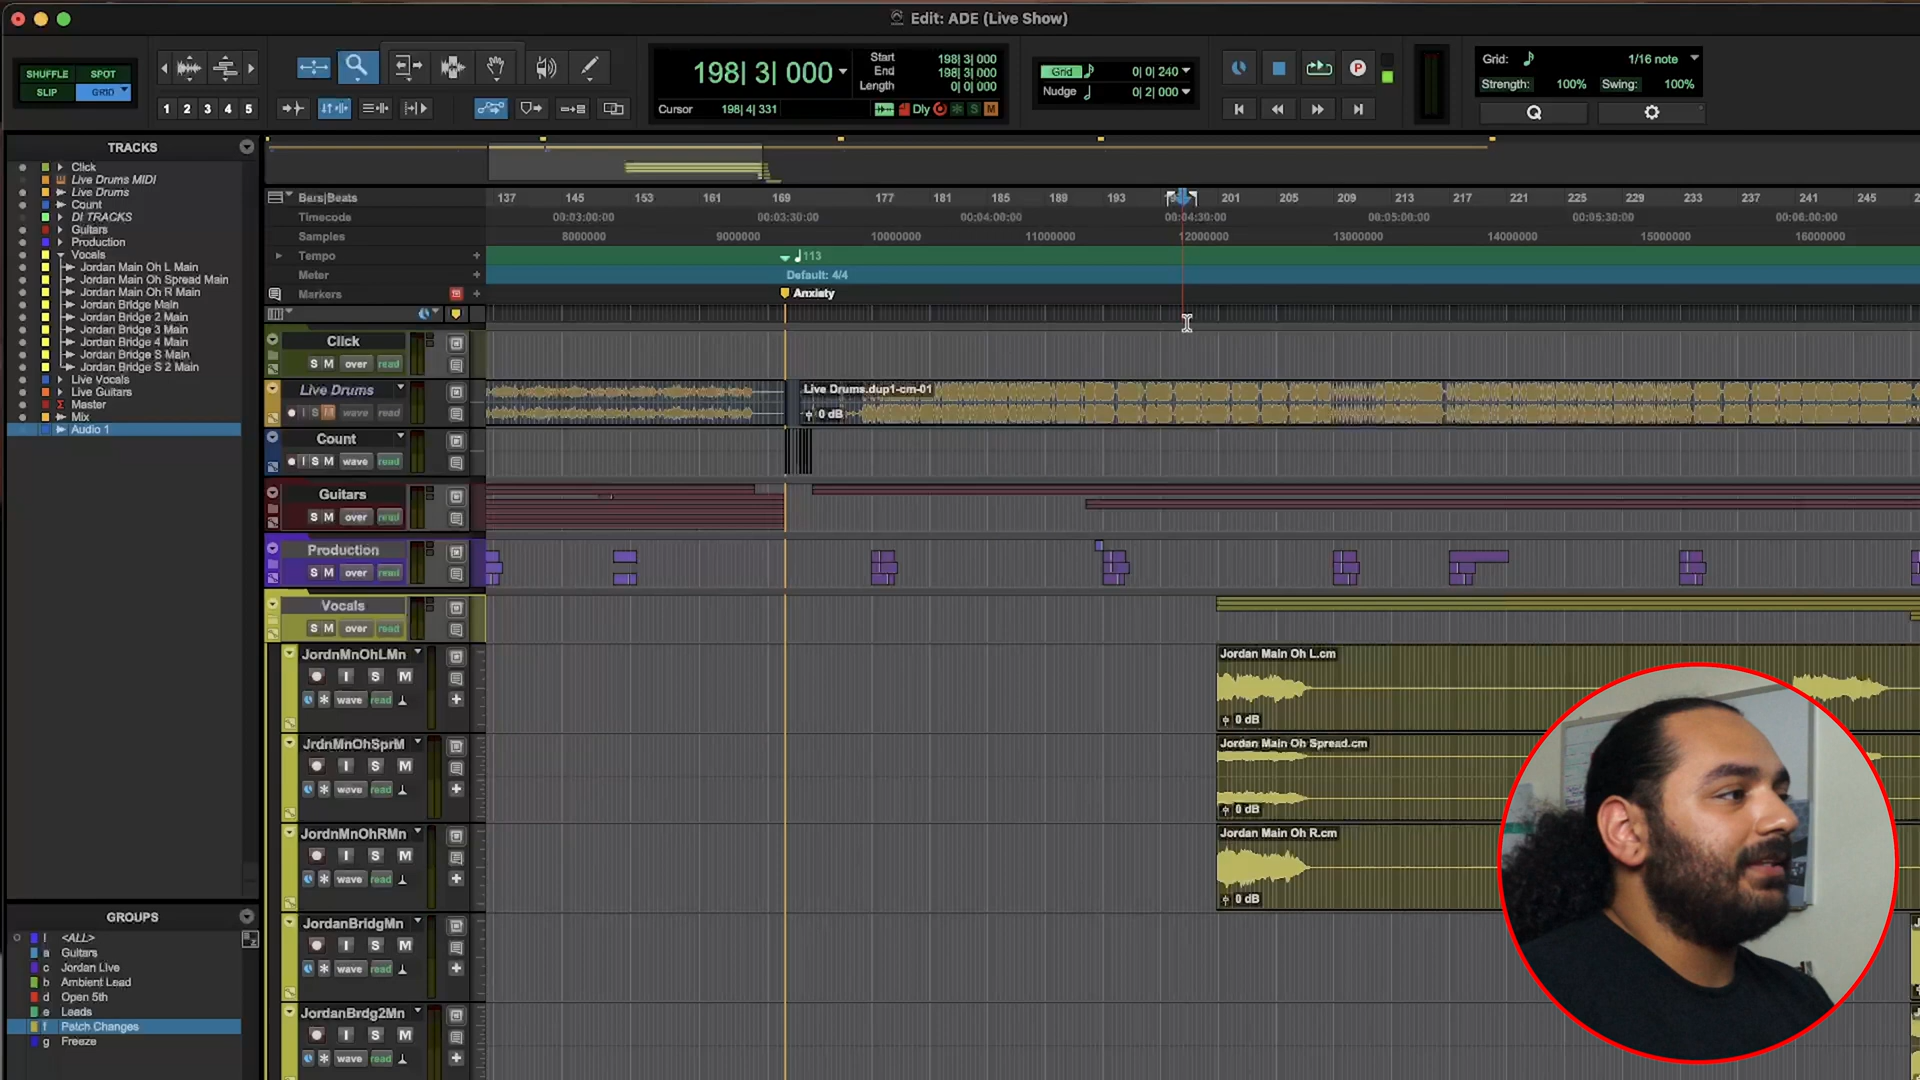 Edit: ADE (Live Show)
SHUFFLE SPOT
SLIP GRID
1 2 3 4 5
198| 3| 000
Start 198| 3| 000
End 198| 3| 000
Length 0| 0| 000
Cursor 198| 4| 331
Dly S M
Grid 0| 0| 240
Nudge 0| 2| 000
P
Grid: 1/16 note
Strength: 100% Swing: 100%
Q
TRACKS
Click
Live Drums MIDI
Live Drums
Count
DI TRACKS
Guitars
Production
Vocals
Jordan Main Oh L Main
Jordan Main Oh Spread Main
Jordan Main Oh R Main
Jordan Bridge Main
Jordan Bridge 2 Main
Jordan Bridge 3 Main
Jordan Bridge 4 Main
Jordan Bridge S Main
Jordan Bridge S 2 Main
Live Vocals
Live Guitars
Master
Mix
Audio 1
GROUPS
! <ALL>
a Guitars
c Jordan Live
b Ambient Lead
d Open 5th
e Leads
f Patch Changes
g Freeze
Bars|Beats 137 145 153 161 169 177 181 185 189 193 201 205 209 213 217 221 225 229 233 237 241 245
Timecode 00:03:00:00 00:03:30:00 00:04:00:00 00:04:30:00 00:05:00:00 00:05:30:00 00:06:00:00
Samples 8000000 9000000 10000000 11000000 12000000 13000000 14000000 15000000 16000000
Tempo 113
Meter Default: 4/4
Markers Anxiety
Click
S M over read
Live Drums
I S M wave read
Live Drums.dup1-cm-01
0 dB
Count
I S M wave read
Guitars
S M over read
Production
S M over read
Vocals
S M over read
JordnMnOhLMn
I S M
wave read
Jordan Main Oh L.cm
0 dB
JrdnMnOhSprM
I S M
wave read
Jordan Main Oh Spread.cm
0 dB
JordnMnOhRMn
I S M
wave read
Jordan Main Oh R.cm
0 dB
JordanBridgMn
I S M
wave read
JordanBrdg2Mn
I S M
wave read